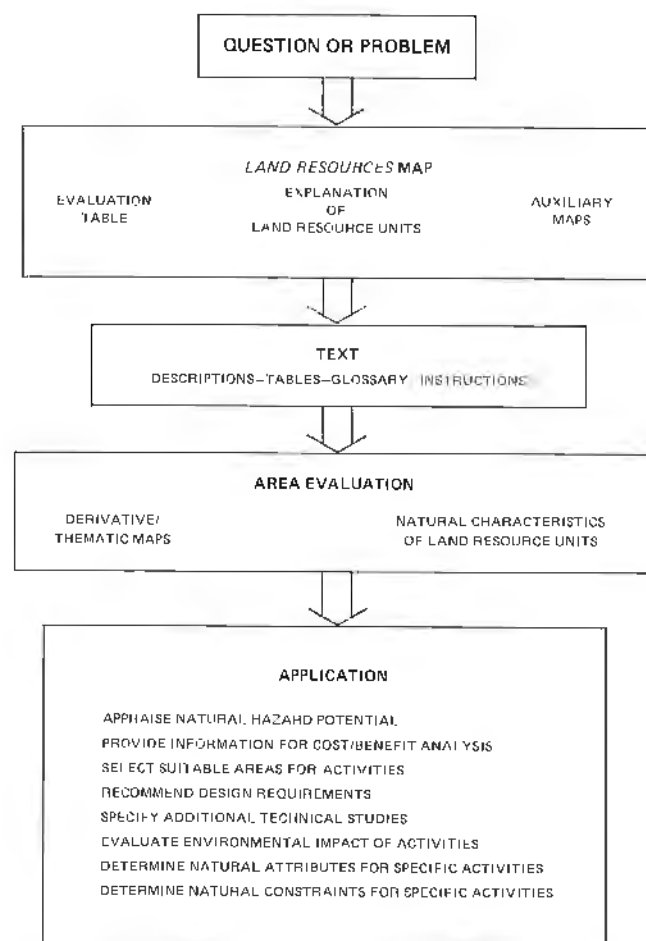 QUESTION OR PROBLEM
LAND RESOURCES MAP
EVALUATION
TABLE
EXPLANATION
OF
LAND RESOURCE UNITS
AUXILIARY
MAPS
TEXT
DESCRIPTIONS–TABLES–GLOSSARY INSTRUCTIONS
AREA EVALUATION
DERIVATIVE/
THEMATIC MAPS
NATURAL CHARACTERISTICS
OF LAND RESOURCE UNITS
APPLICATION
APPRAISE NATURAL HAZARD POTENTIAL
PROVIDE INFORMATION FOR COST/BENEFIT ANALYSIS
SELECT SUITABLE AREAS FOR ACTIVITIES
RECOMMEND DESIGN REQUIREMENTS
SPECIFY ADDITIONAL TECHNICAL STUDIES
EVALUATE ENVIRONMENTAL IMPACT OF ACTIVITIES
DETERMINE NATURAL ATTRIBUTES FOR SPECIFIC ACTIVITIES
DETERMINE NATURAL CONSTRAINTS FOR SPECIFIC ACTIVITIES